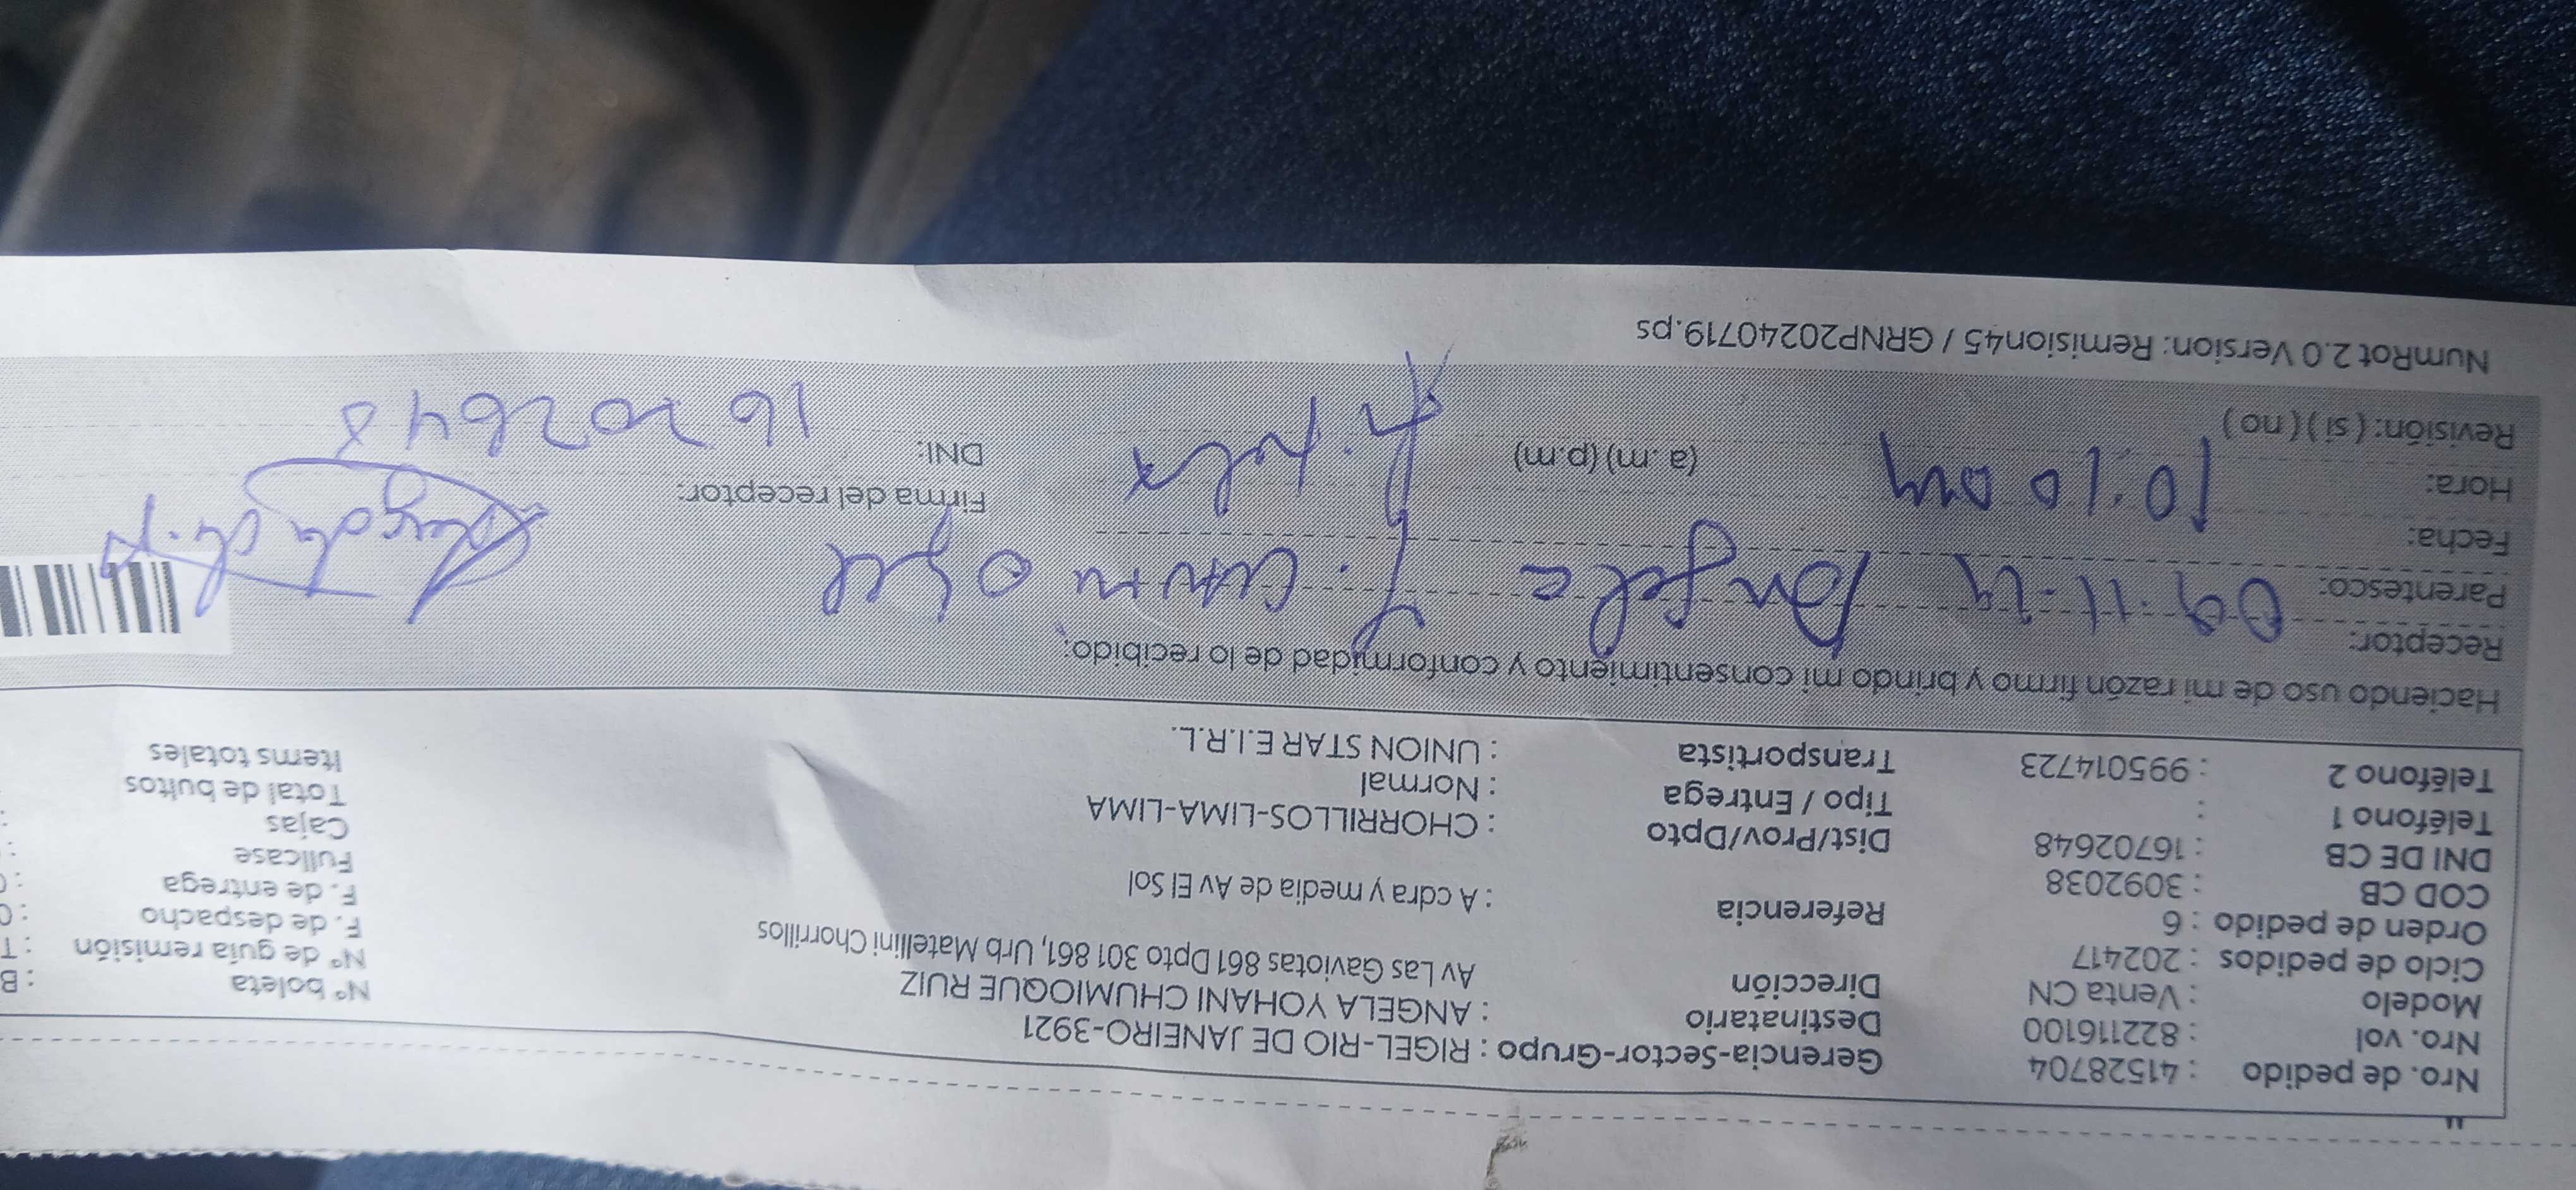 Nro. de pedido : 41528704 Gerencia-Sector-Grupo : RIGEL-RIO DE JANEIRO-3921
Nro. vol : 822116100 Destinatario : ANGELA YOHANI CHUMIOQUE RUIZ Nº boleta : B
Modelo : Venta CN Dirección Av Las Gaviotas 861 Dpto 301 861, Urb Matellini Chorrillos Nº de guía remisión : T
Ciclo de pedidos : 202417 F. de despacho : 0
Orden de pedido : 6 Referencia : A cdra y media de Av El Sol F. de entrega : 0
COD CB : 3092038 Fullcase :
DNI DE CB : 16702648 Dist/Prov/Dpto : CHORRILLOS-LIMA-LIMA Cajas :
Teléfono 1 : Tipo / Entrega : Normal Total de bultos
Teléfono 2 : 995014723 Transportista : UNION STAR E.I.R.L. Items totales
Haciendo uso de mi razón firmo y brindo mi consentimiento y conformidad de lo recibido:
Receptor:
Parentesco: 09-11-24 Angela Y.
Fecha:
Hora: 10:10 am (a .m) (p.m) Firma del receptor:
Revisión: ( si ) ( no ) DNI: 16702648
NumRot 2.0 Version: Remision45 / GRNP20240719.ps